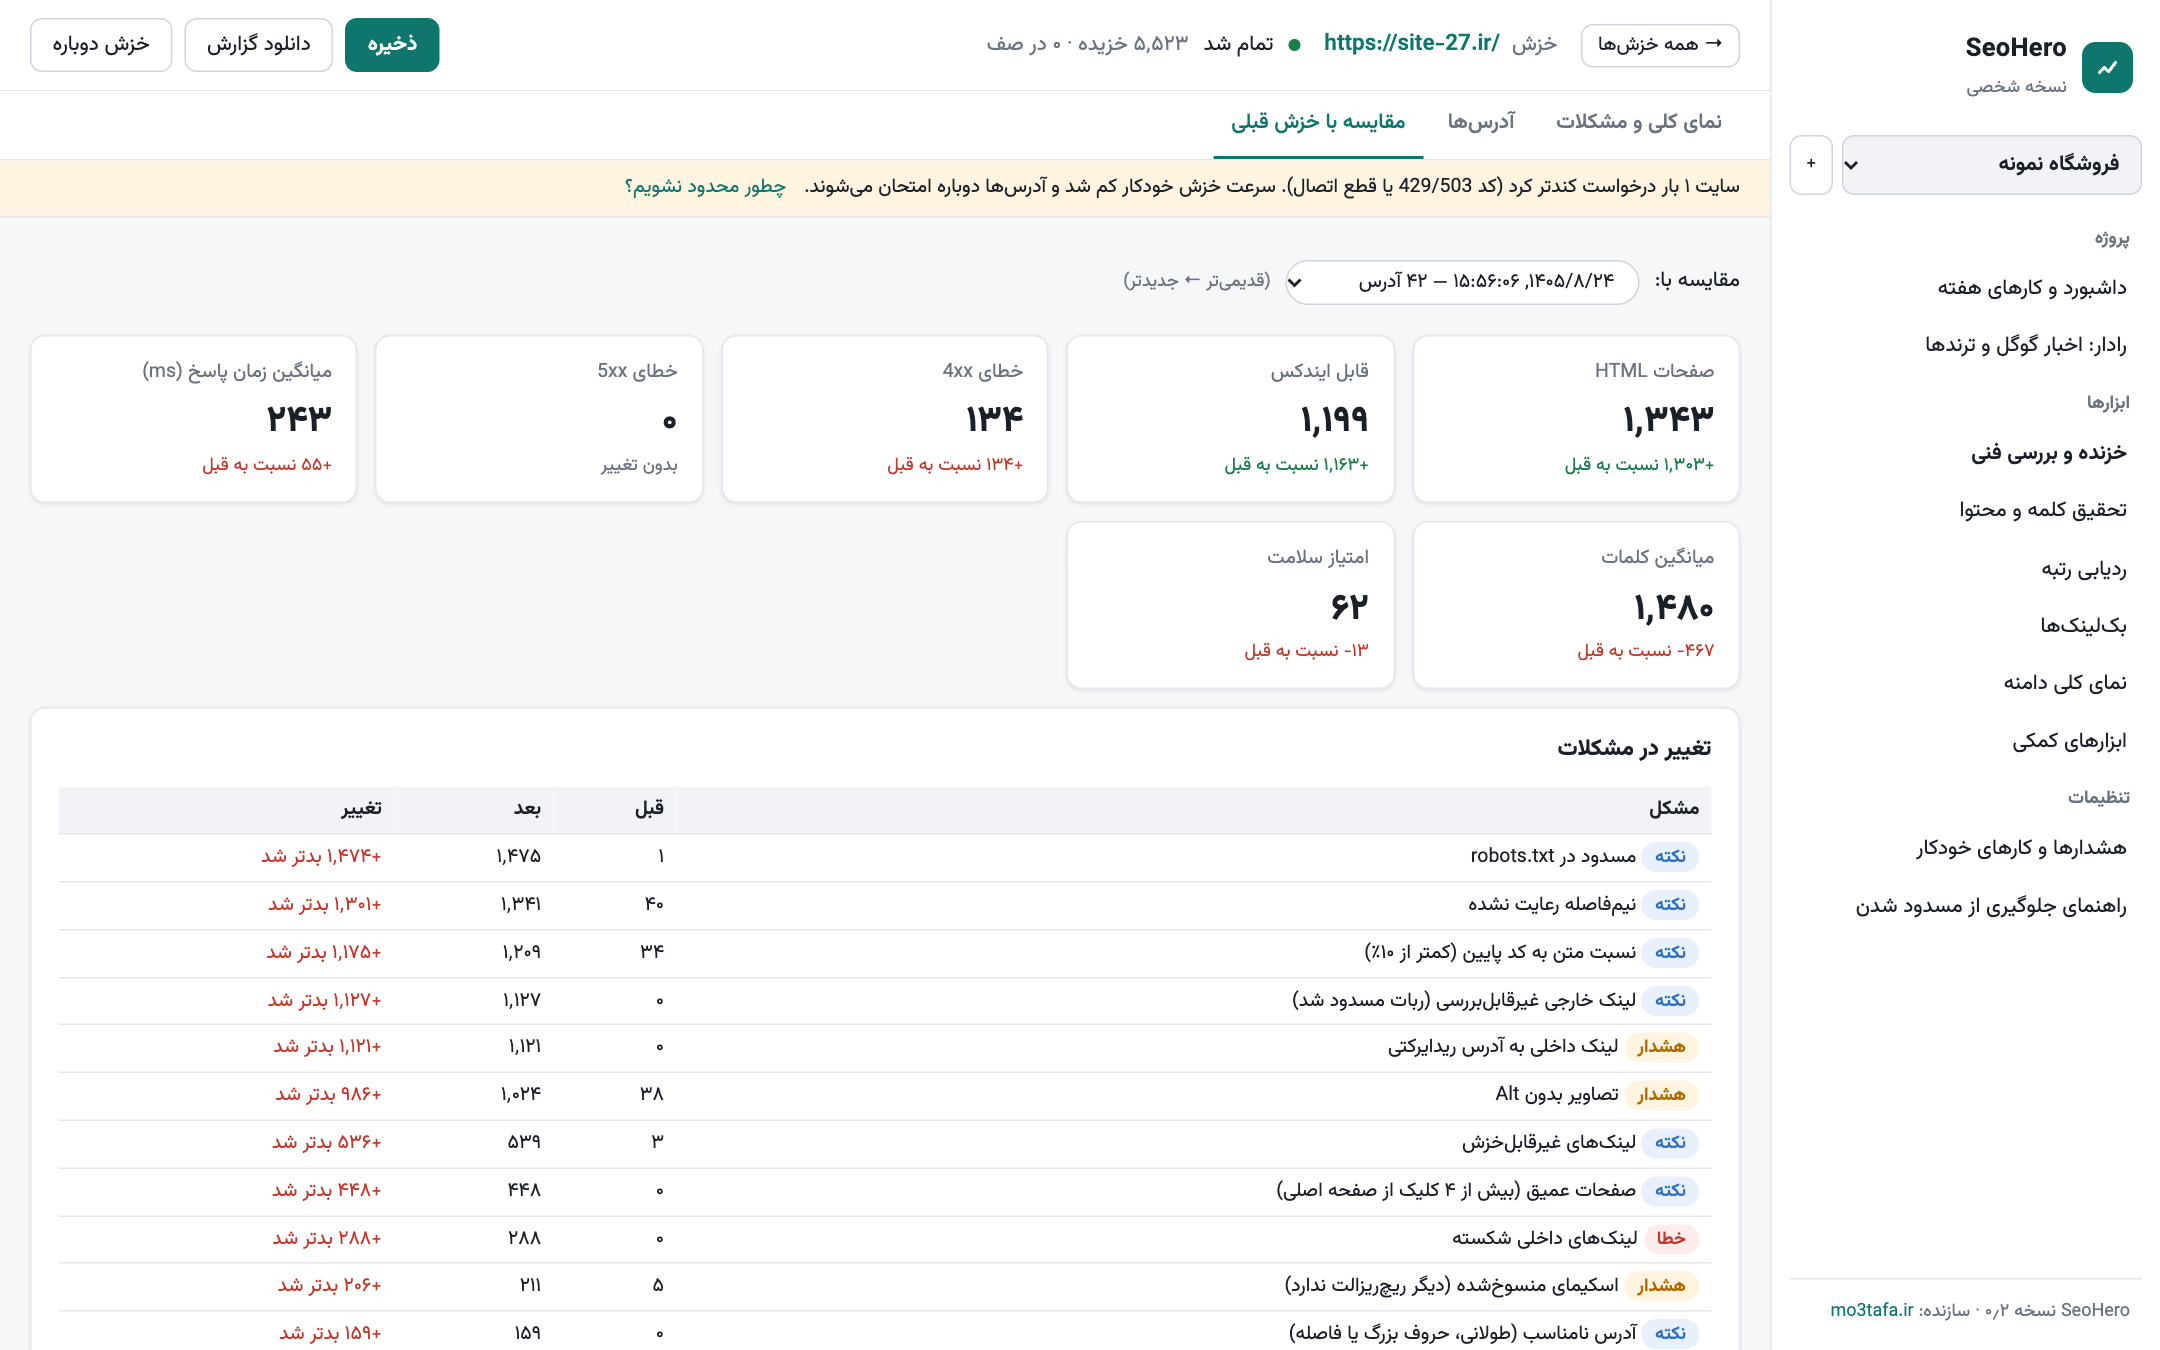 SeoHero
نسخه شخصی
فروشگاه نمونه
+
پروژه
داشبورد و کارهای هفته
رادار: اخبار گوگل و ترندها
ابزارها
خزنده و بررسی فنی
تحقیق کلمه و محتوا
ردیابی رتبه
بک‌لینک‌ها
نمای کلی دامنه
ابزارهای کمکی
تنظیمات
هشدارها و کارهای خودکار
راهنمای جلوگیری از مسدود شدن
SeoHero نسخه ۰٫۲ · سازنده: mo3tafa.ir
→ همه خزش‌ها
خزش https://site-27.ir/ تمام شد ۵,۵۲۳ خزیده · ۰ در صف
ذخیره
دانلود گزارش
خزش دوباره
نمای کلی و مشکلات
آدرس‌ها
مقایسه با خزش قبلی
سایت ۱ بار درخواست کندتر کرد (کد 429/503 یا قطع اتصال). سرعت خزش خودکار کم شد و آدرس‌ها دوباره امتحان می‌شوند. چطور محدود نشویم؟
مقایسه با: ۱۴۰۵/۸/۲۴, ۱۵:۵۶:۰۶ — ۴۲ آدرس (قدیمی‌تر ← جدیدتر)
صفحات HTML
۱,۳۴۳
+۱,۳۰۳ نسبت به قبل
قابل ایندکس
۱,۱۹۹
+۱,۱۶۳ نسبت به قبل
خطای 4xx
۱۳۴
+۱۳۴ نسبت به قبل
خطای 5xx
۰
بدون تغییر
میانگین زمان پاسخ (ms)
۲۴۳
+۵۵ نسبت به قبل
میانگین کلمات
۱,۴۸۰
-۴۶۷ نسبت به قبل
امتیاز سلامت
۶۲
-۱۳ نسبت به قبل
تغییر در مشکلات
مشکل قبل بعد تغییر
نکته مسدود در robots.txt ۱ ۱,۴۷۵ +۱,۴۷۴ بدتر شد
نکته نیم‌فاصله رعایت نشده ۴۰ ۱,۳۴۱ +۱,۳۰۱ بدتر شد
نکته نسبت متن به کد پایین (کمتر از ۱۰٪) ۳۴ ۱,۲۰۹ +۱,۱۷۵ بدتر شد
نکته لینک خارجی غیرقابل‌بررسی (ربات مسدود شد) ۰ ۱,۱۲۷ +۱,۱۲۷ بدتر شد
هشدار لینک داخلی به آدرس ریدایرکتی ۰ ۱,۱۲۱ +۱,۱۲۱ بدتر شد
هشدار تصاویر بدون Alt ۳۸ ۱,۰۲۴ +۹۸۶ بدتر شد
نکته لینک‌های غیرقابل‌خزش ۳ ۵۳۹ +۵۳۶ بدتر شد
نکته صفحات عمیق (بیش از ۴ کلیک از صفحه اصلی) ۰ ۴۴۸ +۴۴۸ بدتر شد
خطا لینک‌های داخلی شکسته ۰ ۲۸۸ +۲۸۸ بدتر شد
هشدار اسکیمای منسوخ‌شده (دیگر ریچ‌ریزالت ندارد) ۵ ۲۱۱ +۲۰۶ بدتر شد
نکته آدرس نامناسب (طولانی، حروف بزرگ یا فاصله) ۰ ۱۵۹ +۱۵۹ بدتر شد